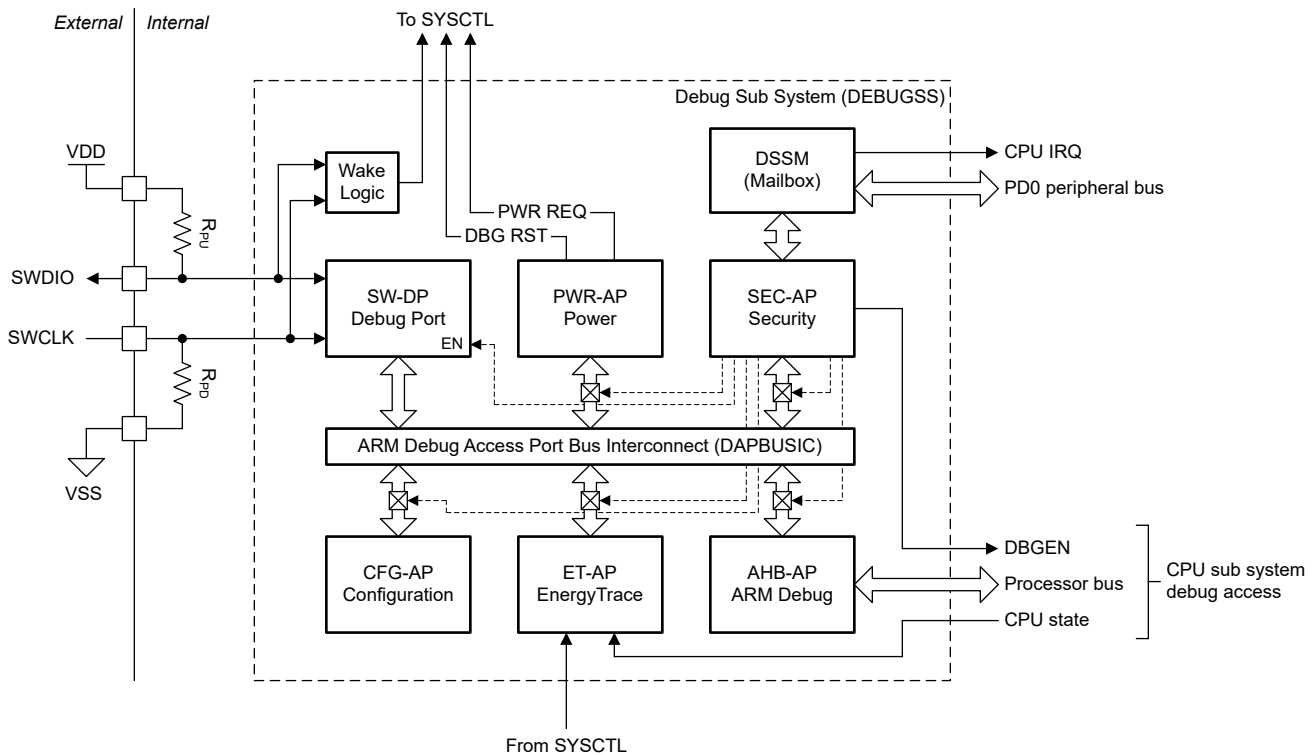 External
Internal
To SYSCTL
Debug Sub System (DEBUGSS)
VDD
Wake
Logic
DSSM
(Mailbox)
CPU IRQ
PD0 peripheral bus
RPU
PWR REQ
DBG RST
SWDIO
SW-DP
Debug Port
EN
PWR-AP
Power
SEC-AP
Security
SWCLK
RPD
ARM Debug Access Port Bus Interconnect (DAPBUSIC)
VSS
CFG-AP
Configuration
ET-AP
EnergyTrace
AHB-AP
ARM Debug
DBGEN
Processor bus
CPU state
CPU sub system
debug access
From SYSCTL